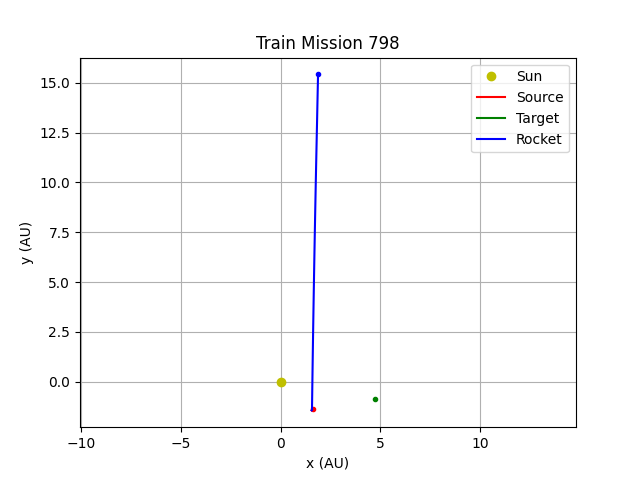 Train Mission 798
Sun
Source
Target
Rocket
15.0
12.5
10.0
7.5
5.0
2.5
0.0
y (AU)
−10
−5
0
5
10
x (AU)